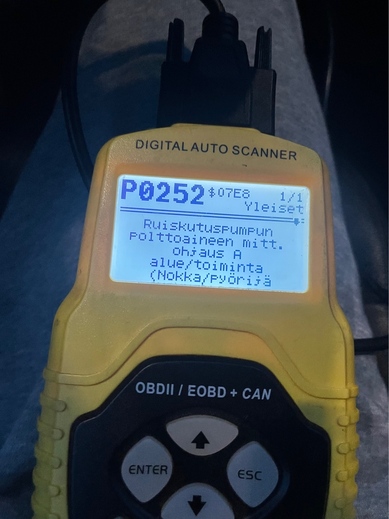 DIGITAL AUTO SCANNER
P0252 $07E8 1/1
Yleiset
Ruiskutuspumpun
polttoaineen mitt.
ohjaus A
alue/toiminta
(Nokka/pyörijä
OBDII / EOBD + CAN
ENTER
ESC